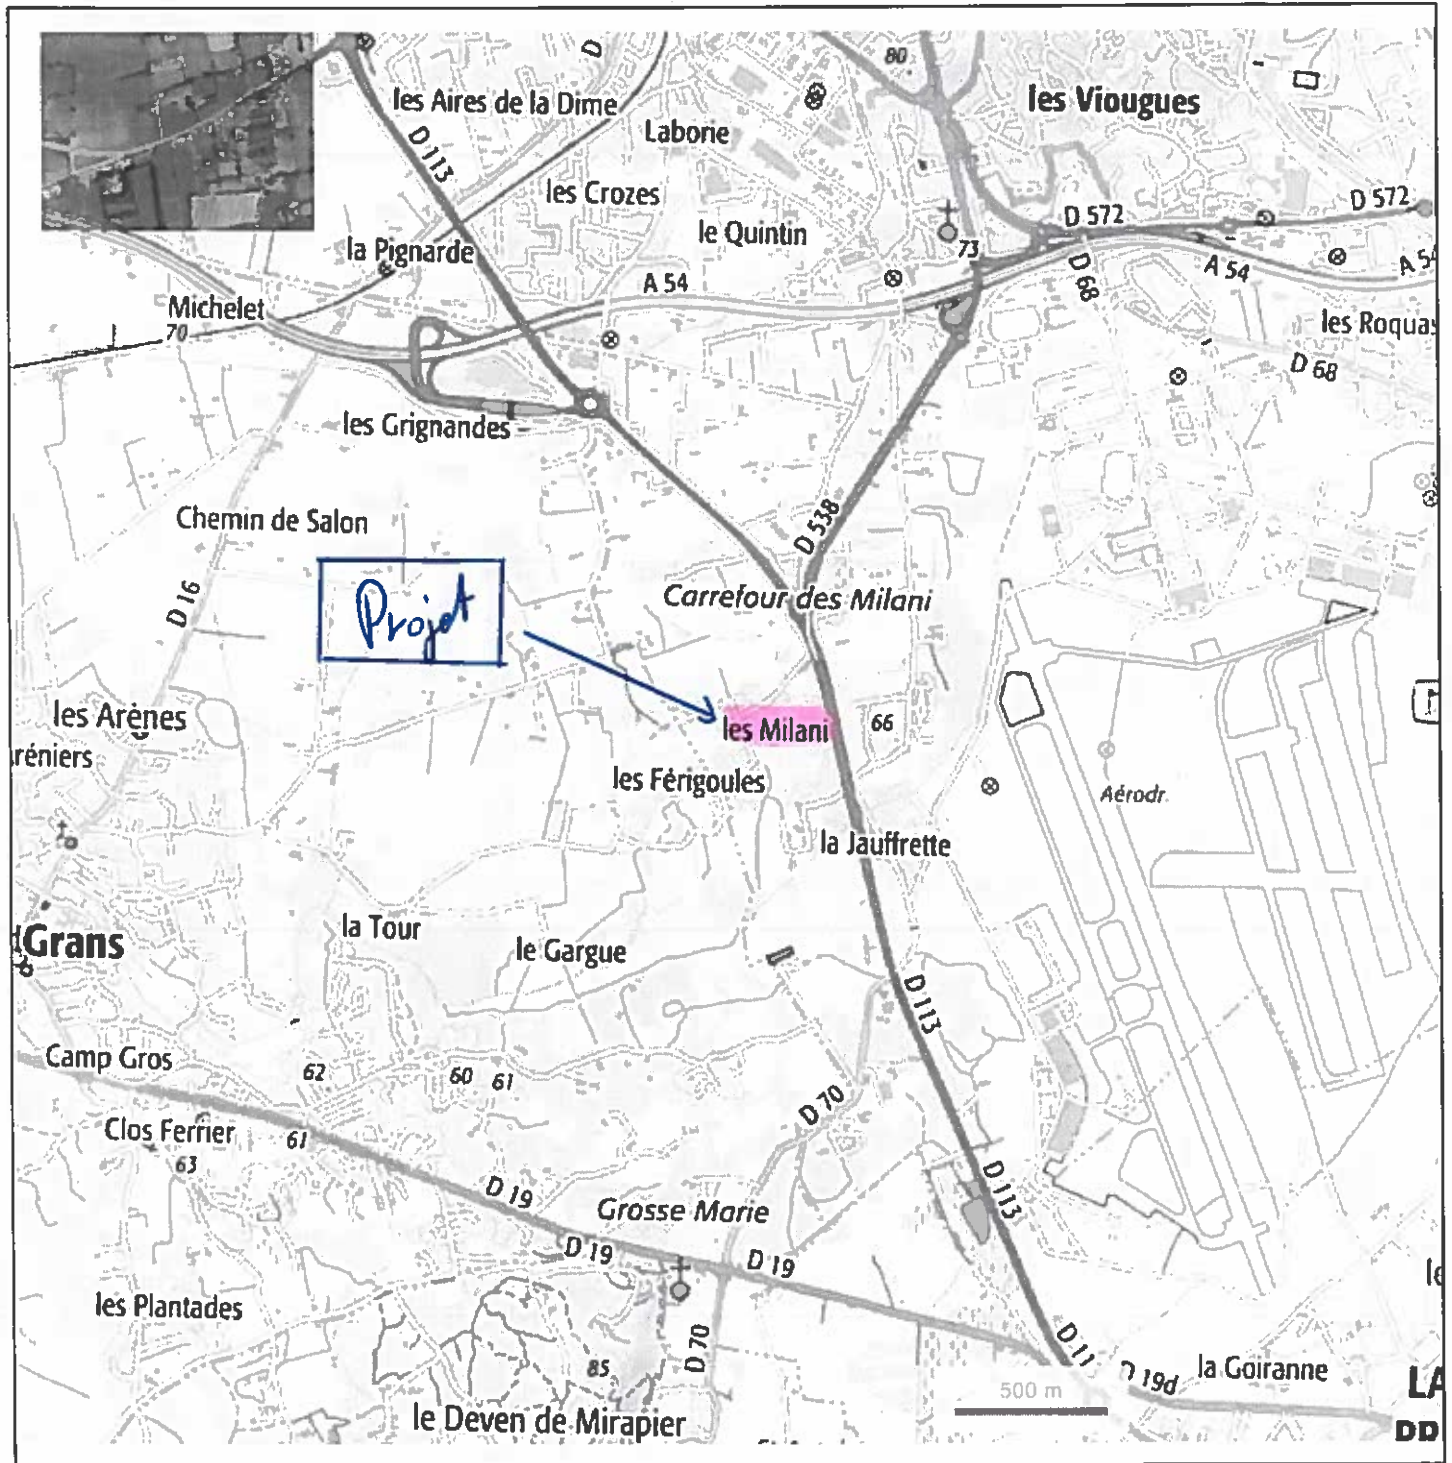 80
D
les Aires de la Dime
les Viougues
D 113
Laborie
les Crozes
D 572
D 572
la Pignarde
le Quintin
73
D 68
A 54
A 54
A 54
Michelet
70
les Roquas
D 68
les Grignandes
D 538
Chemin de Salon
Projet
D 16
Carrefour des Milani
les Arènes
les Milani
66
réniers
les Férigoules
Aérodr.
la Jauffrette
Grans
la Tour
le Gargue
D 113
Camp Gros
62
60
61
D 70
Clos Ferrier
61
63
D 19
D 113
Grosse Marie
D 19
D 19
les Plantades
D 70
85
D 11
D 19d
la Goiranne
500 m
LA
le Deven de Mirapier